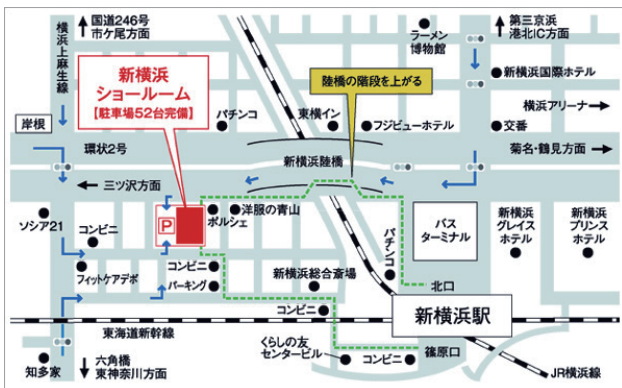 国道246号
市ケ尾方面
横浜上麻生線
ラーメン
博物館
第三京浜
港北IC方面
新横浜
ショールーム
【駐車場52台完備】
陸橋の階段を上がる
新横浜国際ホテル
横浜アリーナ
岸根
パチンコ
東横イン
フジビューホテル
交番
環状2号
新横浜陸橋
菊名・鶴見方面
三ツ沢方面
ソシア21
コンビニ
P
ポルシェ
洋服の青山
パチンコ
バス
ターミナル
新横浜
グレイス
ホテル
新横浜
プリンス
ホテル
フィットケアデポ
コンビニ
パーキング
新横浜総合斎場
北口
コンビニ
新横浜駅
東海道新幹線
知多家
六角橋
東神奈川方面
くらしの友
センタービル
コンビニ
篠原口
JR横浜線